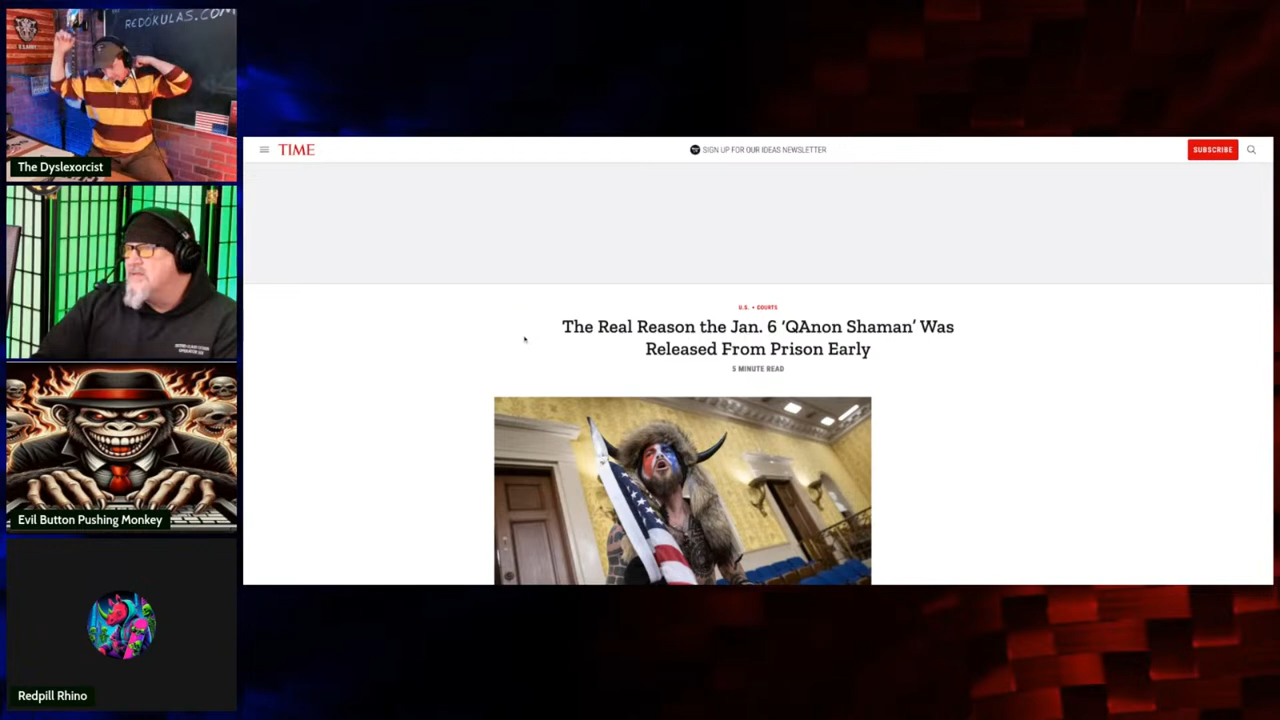 REDOKULAS.COM
The Dyslexorcist
Evil Button Pushing Monkey
Redpill Rhino
TIME
SIGN UP FOR OUR IDEAS NEWSLETTER
SUBSCRIBE
U.S. • COURTS
The Real Reason the Jan. 6 ‘QAnon Shaman’ Was
Released From Prison Early
5 MINUTE READ